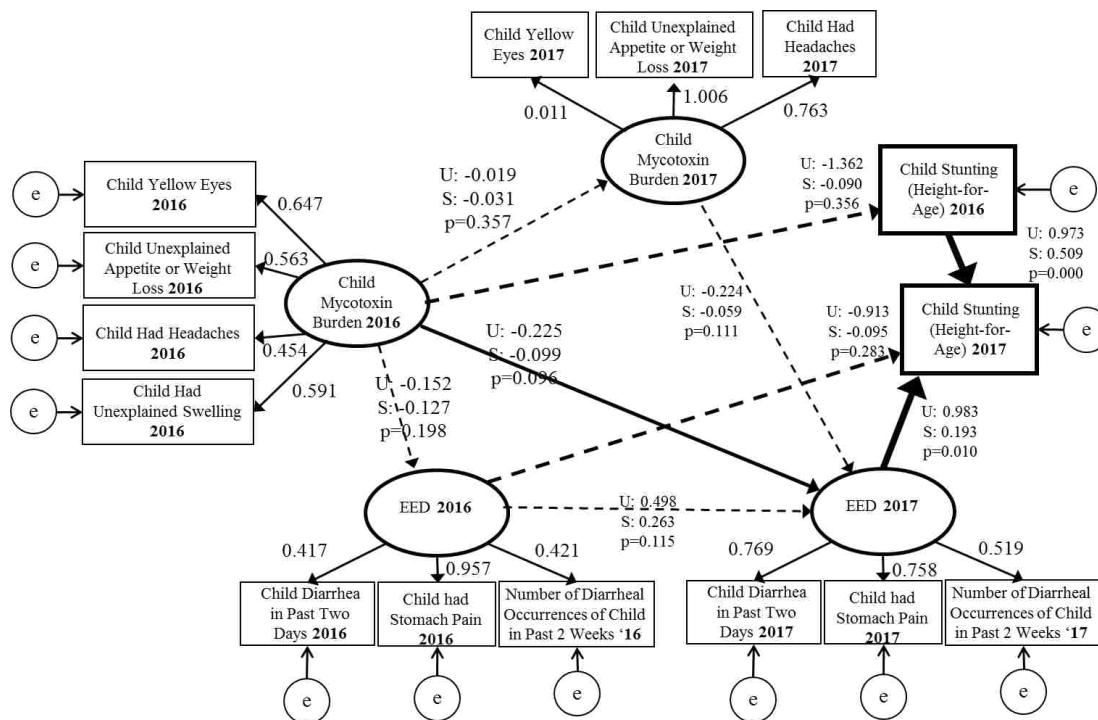 Child Yellow
Eyes 2017
Child Unexplained
Appetite or Weight
Loss 2017
Child Had
Headaches
2017
0.011
1.006
0.763
Child
Mycotoxin
Burden 2017
e
Child Yellow Eyes
2016
0.647
e
Child Unexplained
Appetite or Weight
Loss 2016
0.563
e
Child Had Headaches
2016
0.454
e
Child Had
Unexplained Swelling
2016
0.591
Child
Mycotoxin
Burden 2016
U: -0.019
S: -0.031
p=0.357
U: -1.362
S: -0.090
p=0.356
Child Stunting
(Height-for-
Age) 2016
e
U: 0.973
S: 0.509
p=0.000
U: -0.224
S: -0.059
p=0.111
U: -0.913
S: -0.095
p=0.283
Child Stunting
(Height-for-
Age) 2017
e
U: -0.225
S: -0.099
p=0.096
U: -0.152
S: -0.127
p=0.198
U: 0.983
S: 0.193
p=0.010
EED 2016
U: 0.498
S: 0.263
p=0.115
EED 2017
0.417
0.957
0.421
Child Diarrhea
in Past Two
Days 2016
Child had
Stomach Pain
2016
Number of Diarrheal
Occurrences of Child
in Past 2 Weeks ‘16
e
e
e
0.769
0.758
0.519
Child Diarrhea
in Past Two
Days 2017
Child had
Stomach Pain
2017
Number of Diarrheal
Occurrences of Child
in Past 2 Weeks ‘17
e
e
e